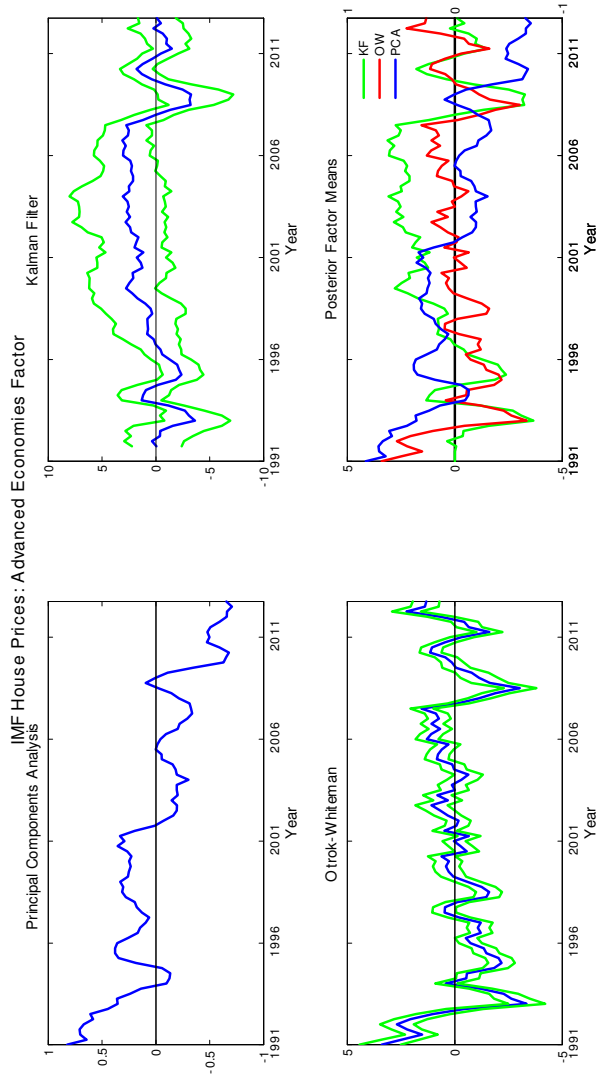 IMF House Prices: Advanced Economies Factor
Principal Components Analysis
1
0.5
0
-0.5
-1
1991 1996 2001 2006 2011
Year
Kalman Filter
10
5
0
-5
-10
1991 1996 2001 2006 2011
Year
Otrok-Whiteman
5
0
-5
1991 1996 2001 2006 2011
Year
Posterior Factor Means
5
0
-5
1991 1996 2001 2006 2011
Year
1
0
-1
KF
OW
PCA